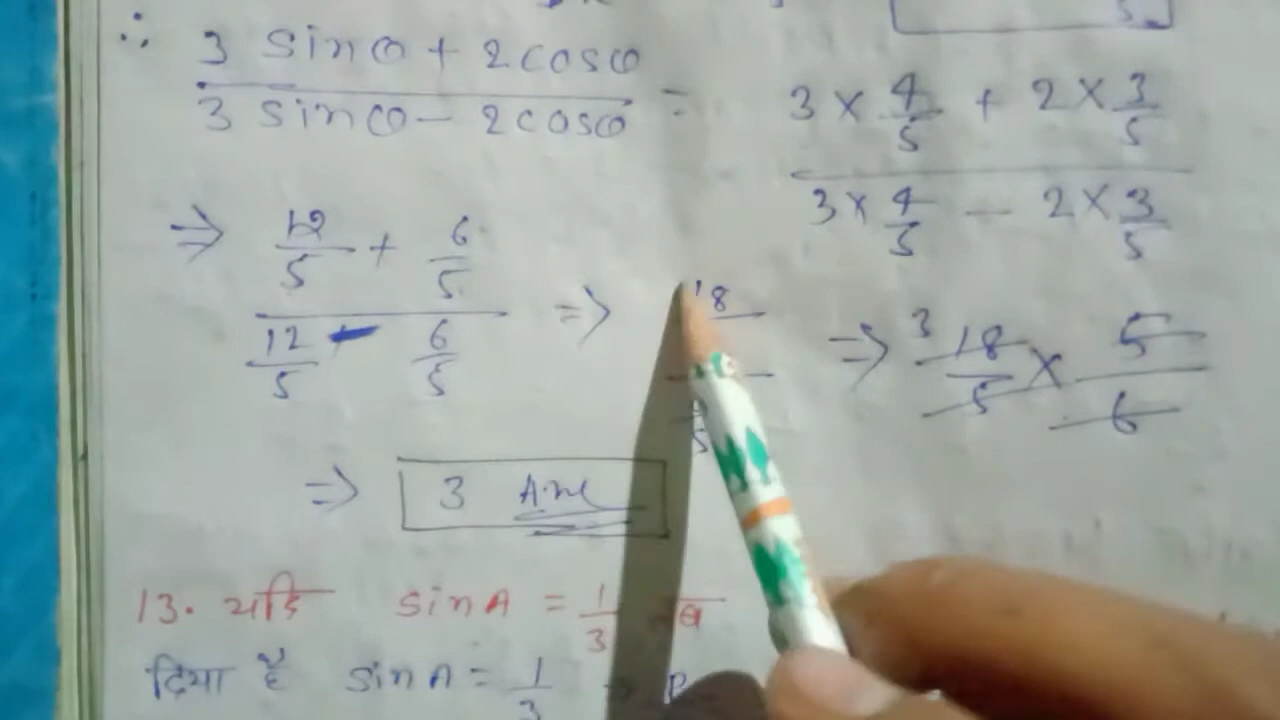 ∴ (3 sinθ + 2cosθ)/(3 sinθ - 2cosθ) = (3 × 4/5 + 2 × 3/5)/(3 × 4/5 - 2 × 3/5)
⇒ (12/5 + 6/5)/(12/5 - 6/5) ⇒ 18 ⇒ 3 18/5 × 5/6
5
⇒ 3 Ans
13. यदि sin A = 1/3
दिया है sin A = 1/3